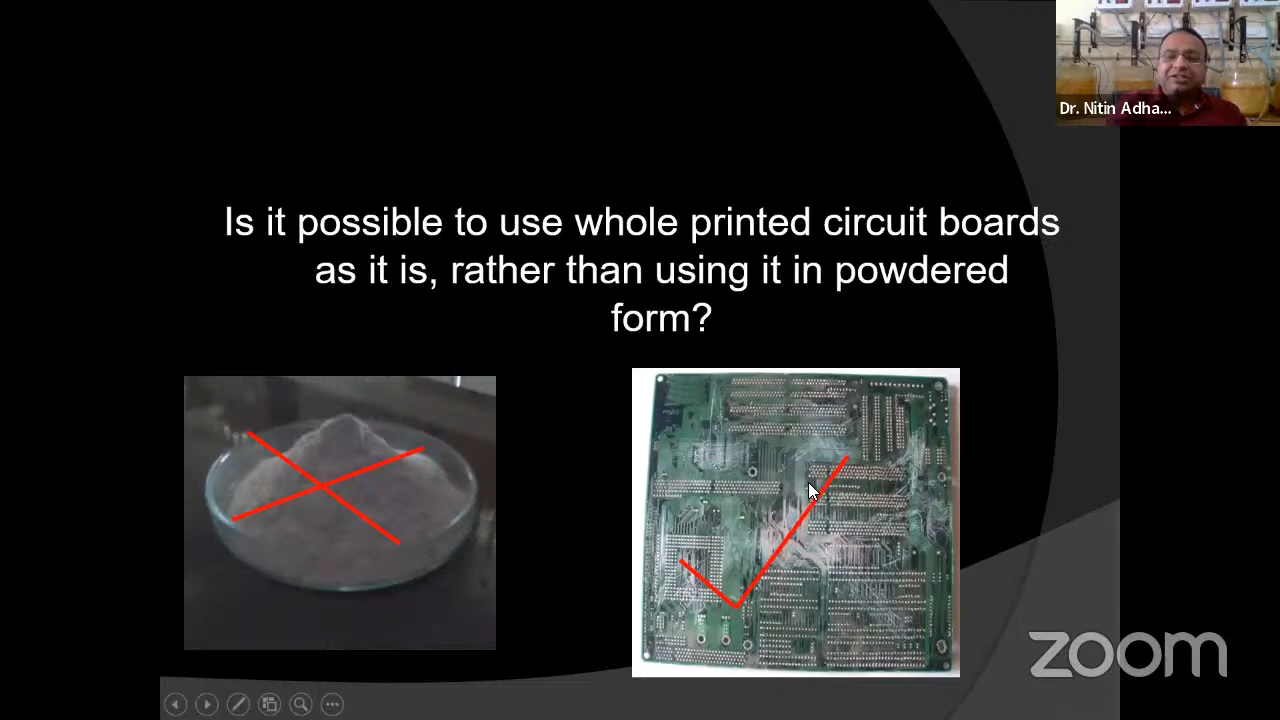 Dr. Nitin Adha...
Is it possible to use whole printed circuit boards
as it is, rather than using it in powdered
form?
zoom